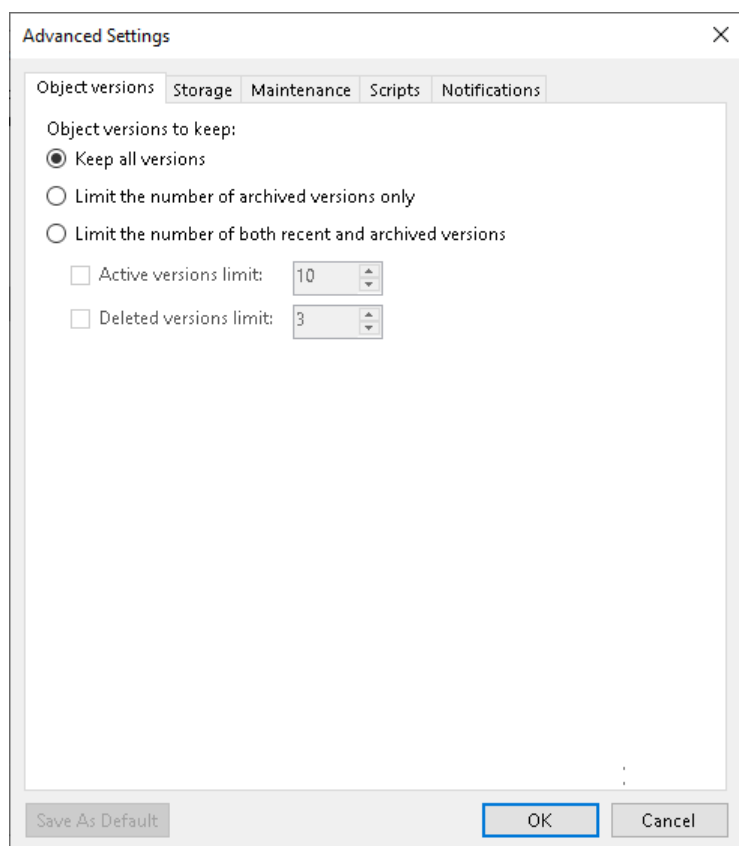 Advanced Settings
Object versions Storage Maintenance Scripts Notifications
Object versions to keep:
Keep all versions
Limit the number of archived versions only
Limit the number of both recent and archived versions
Active versions limit: 10
Deleted versions limit: 3
Save As Default OK Cancel